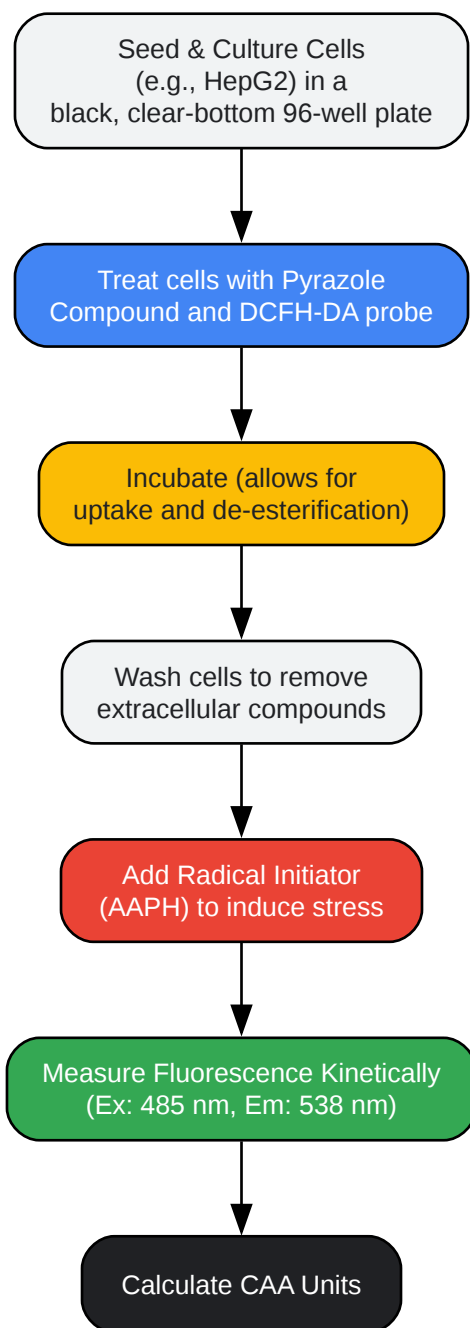 Seed & Culture Cells
(e.g., HepG2) in a
black, clear-bottom 96-well plate
Treat cells with Pyrazole
Compound and DCFH-DA probe
Incubate (allows for
uptake and de-esterification)
Wash cells to remove
extracellular compounds
Add Radical Initiator
(AAPH) to induce stress
Measure Fluorescence Kinetically
(Ex: 485 nm, Em: 538 nm)
Calculate CAA Units